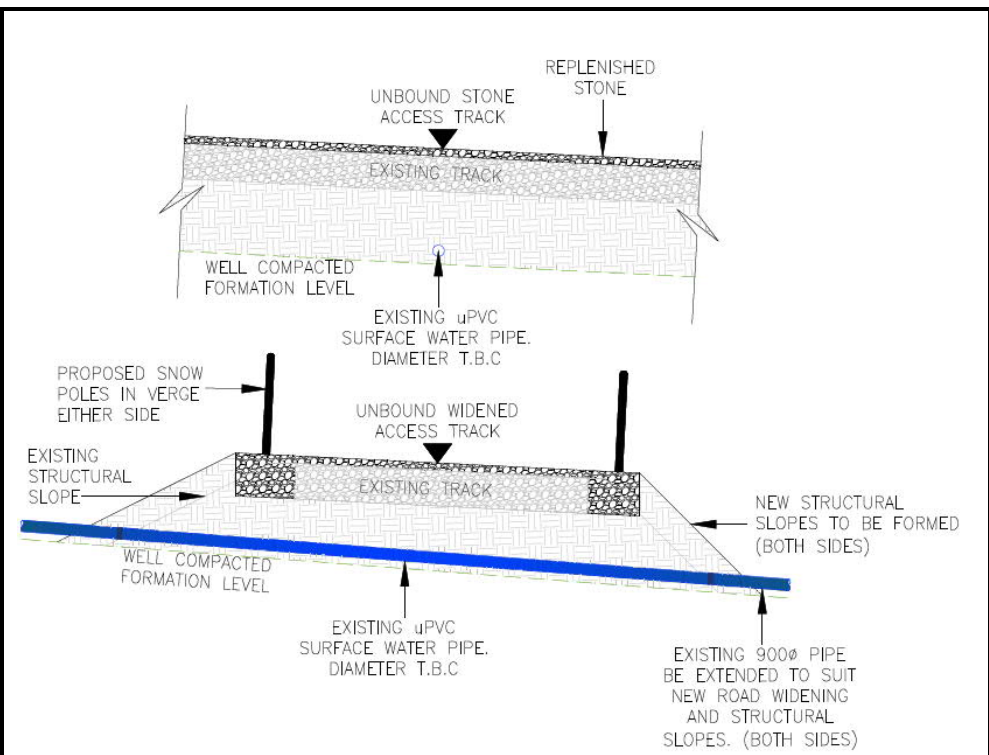 REPLENISHED
STONE
UNBOUND STONE
ACCESS TRACK
EXISTING TRACK
WELL COMPACTED
FORMATION LEVEL
EXISTING uPVC
SURFACE WATER PIPE.
DIAMETER T.B.C
PROPOSED SNOW
POLES IN VERGE
EITHER SIDE
UNBOUND WIDENED
ACCESS TRACK
EXISTING
STRUCTURAL
SLOPE
EXISTING TRACK
NEW STRUCTURAL
SLOPES TO BE FORMED
(BOTH SIDES)
WELL COMPACTED
FORMATION LEVEL
EXISTING uPVC
SURFACE WATER PIPE.
DIAMETER T.B.C
EXISTING 900ø PIPE
BE EXTENDED TO SUIT
NEW ROAD WIDENING
AND STRUCTURAL
SLOPES. (BOTH SIDES)